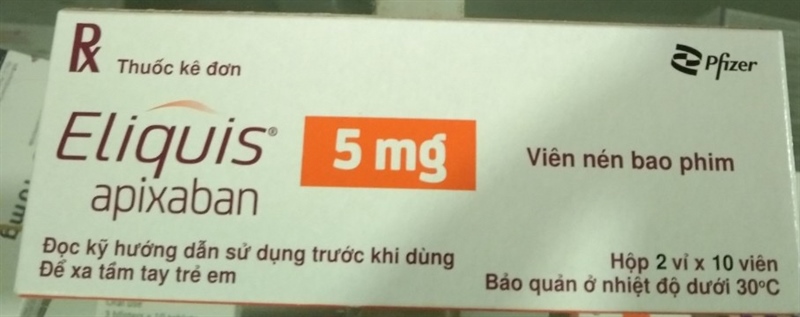 Rx Thuốc kê đơn
Pfizer
Eliquis®
apixaban
5 mg
Viên nén bao phim
Đọc kỹ hướng dẫn sử dụng trước khi dùng
Để xa tầm tay trẻ em
Hộp 2 vỉ x 10 viên
Bảo quản ở nhiệt độ dưới 30ºC